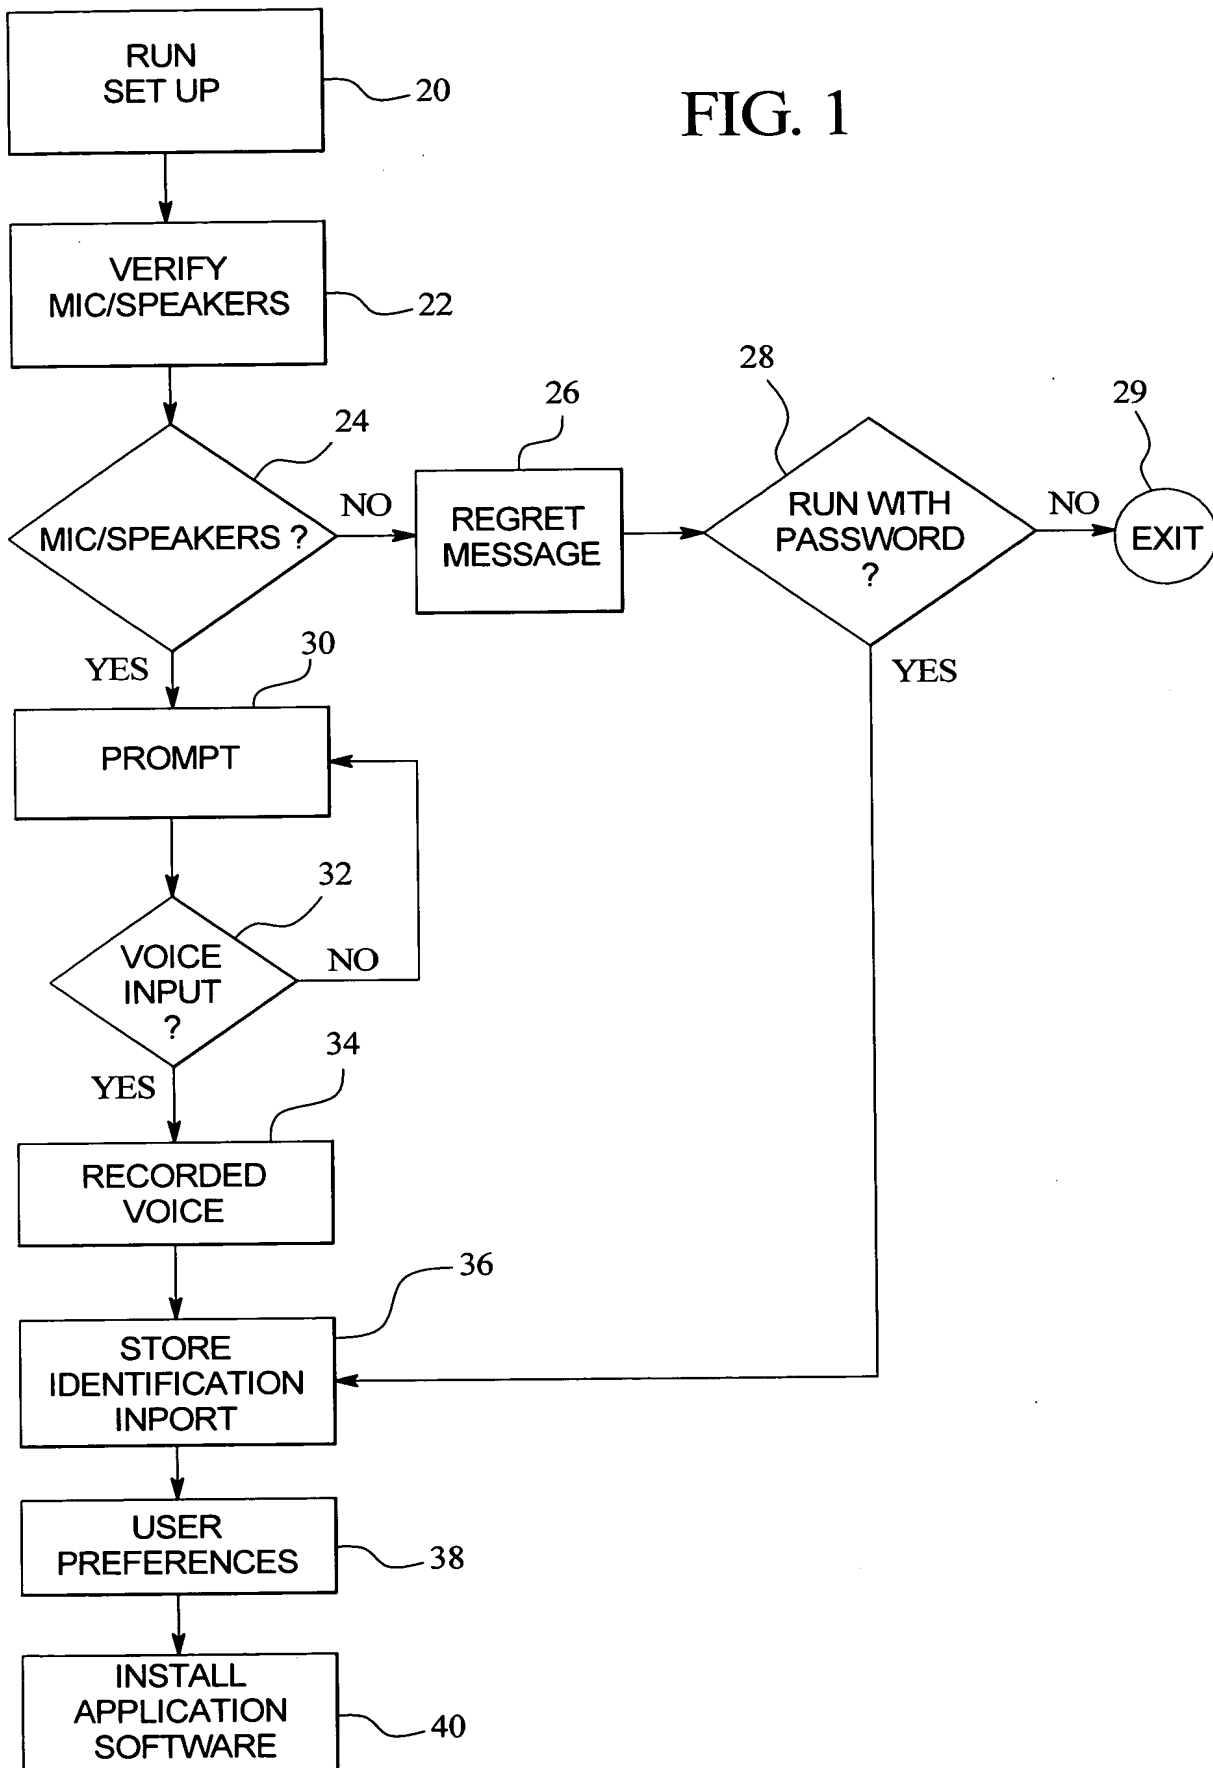 RUN
SET UP
20
FIG. 1
VERIFY
MIC/SPEAKERS
22
24
MIC/SPEAKERS ?
NO
26
REGRET
MESSAGE
28
RUN WITH
PASSWORD
?
NO
29
EXIT
YES
YES
30
PROMPT
32
VOICE
INPUT
?
NO
YES
34
RECORDED
VOICE
36
STORE
IDENTIFICATION
INPORT
USER
PREFERENCES
38
INSTALL
APPLICATION
SOFTWARE
40